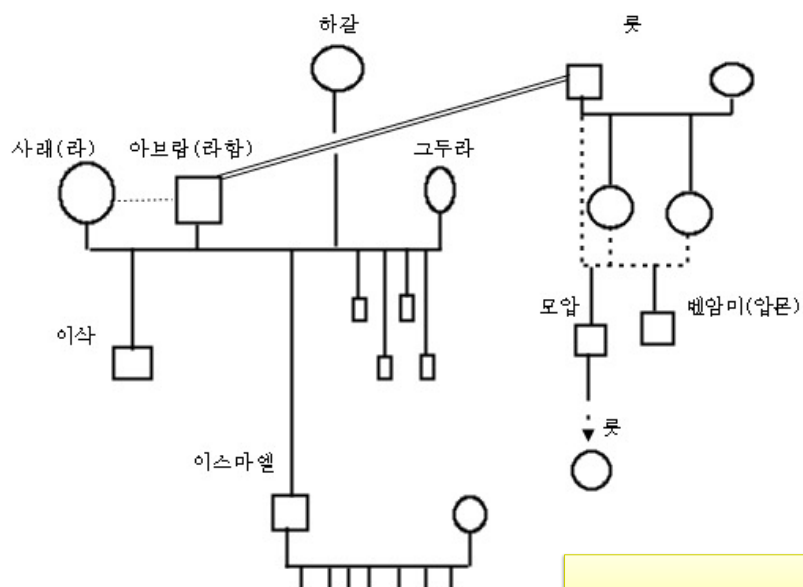 하갈
롯
사래(라)
아브람(라함)
그두라
이삭
모압
벤암미(암몬)
룻
이스마엘